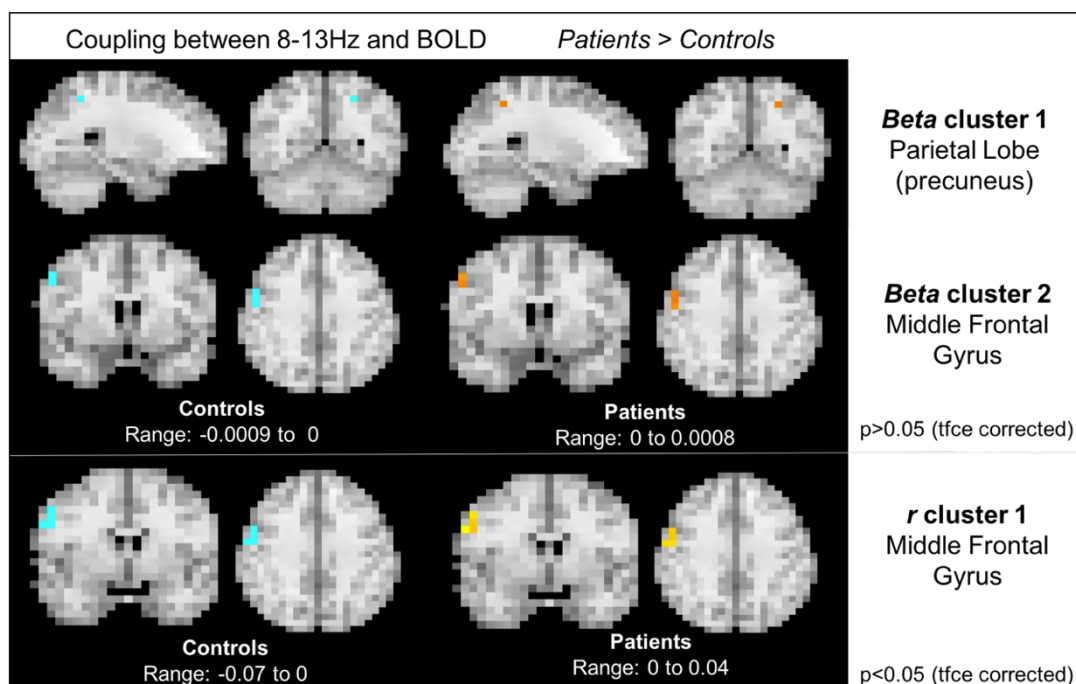 Coupling between 8-13Hz and BOLD Patients > Controls
Beta cluster 1
Parietal Lobe
(precuneus)
Beta cluster 2
Middle Frontal
Gyrus
Controls
Range: -0.0009 to 0
Patients
Range: 0 to 0.0008
p>0.05 (tfce corrected)
r cluster 1
Middle Frontal
Gyrus
Controls
Range: -0.07 to 0
Patients
Range: 0 to 0.04
p<0.05 (tfce corrected)